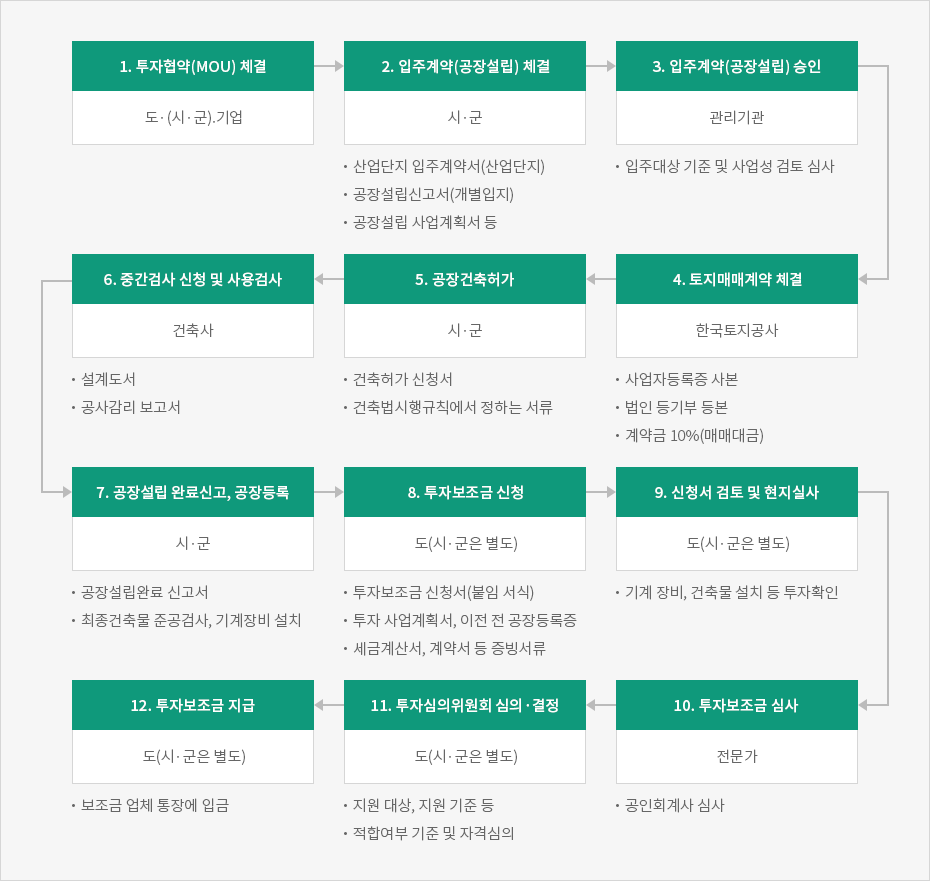 1. 투자협약(MOU) 체결
도·(시·군).기업
2. 입주계약(공장설립) 체결
시·군
· 산업단지 입주계약서(산업단지)
· 공장설립신고서(개별입지)
· 공장설립 사업계획서 등
3. 입주계약(공장설립) 승인
관리기관
· 입주대상 기준 및 사업성 검토 심사
4. 토지매매계약 체결
한국토지공사
· 사업자등록증 사본
· 법인 등기부 등본
· 계약금 10%(매매대금)
5. 공장건축허가
시·군
· 건축허가 신청서
· 건축법시행규칙에서 정하는 서류
6. 중간검사 신청 및 사용검사
건축사
· 설계도서
· 공사감리 보고서
7. 공장설립 완료신고, 공장등록
시·군
· 공장설립완료 신고서
· 최종건축물 준공검사, 기계장비 설치
8. 투자보조금 신청
도(시·군은 별도)
· 투자보조금 신청서(붙임 서식)
· 투자 사업계획서, 이전 전 공장등록증
· 세금계산서, 계약서 등 증빙서류
9. 신청서 검토 및 현지실사
도(시·군은 별도)
· 기계 장비, 건축물 설치 등 투자확인
10. 투자보조금 심사
전문가
· 공인회계사 심사
11. 투자심의위원회 심의·결정
도(시·군은 별도)
· 지원 대상, 지원 기준 등
· 적합여부 기준 및 자격심의
12. 투자보조금 지급
도(시·군은 별도)
· 보조금 업체 통장에 입금